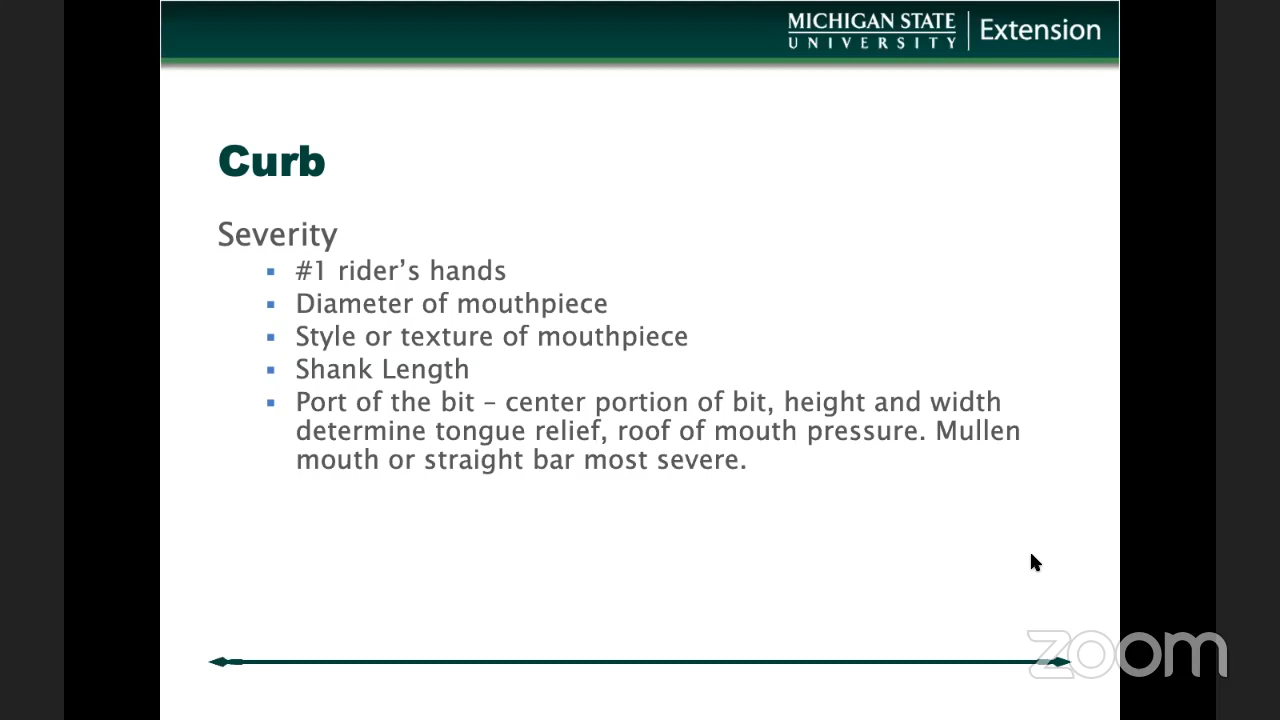 MICHIGAN STATE
UNIVERSITY
Extension
Curb
Severity
#1 rider's hands
Diameter of mouthpiece
Style or texture of mouthpiece
Shank Length
Port of the bit – center portion of bit, height and width
determine tongue relief, roof of mouth pressure. Mullen
mouth or straight bar most severe.
zoom